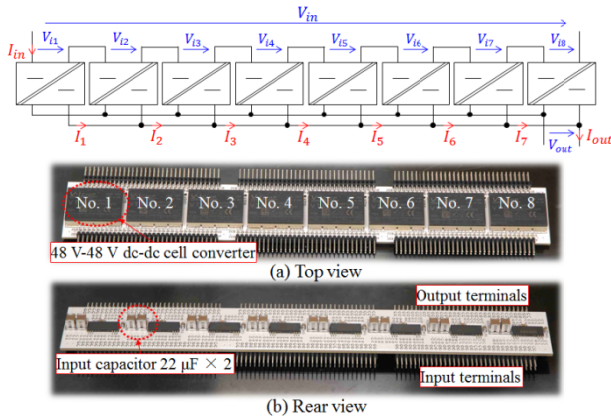 V_in
I_in
V_i1 V_i2 V_i3 V_i4 V_i5 V_i6 V_i7 V_i8
I_1 I_2 I_3 I_4 I_5 I_6 I_7 V_out I_out
No. 1 No. 2 No. 3 No. 4 No. 5 No. 6 No. 7 No. 8
48 V-48 V dc-dc cell converter
(a) Top view
Output terminals
Input capacitor 22 μF × 2
Input terminals
(b) Rear view